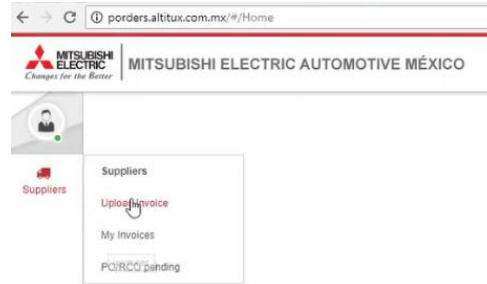 porders.altitux.com.mx/#/Home
MITSUBISHI
ELECTRIC
Changes for the Better
MITSUBISHI ELECTRIC AUTOMOTIVE MÉXICO
Suppliers
Suppliers
Upload Invoice
My Invoices
PO/RCO pending